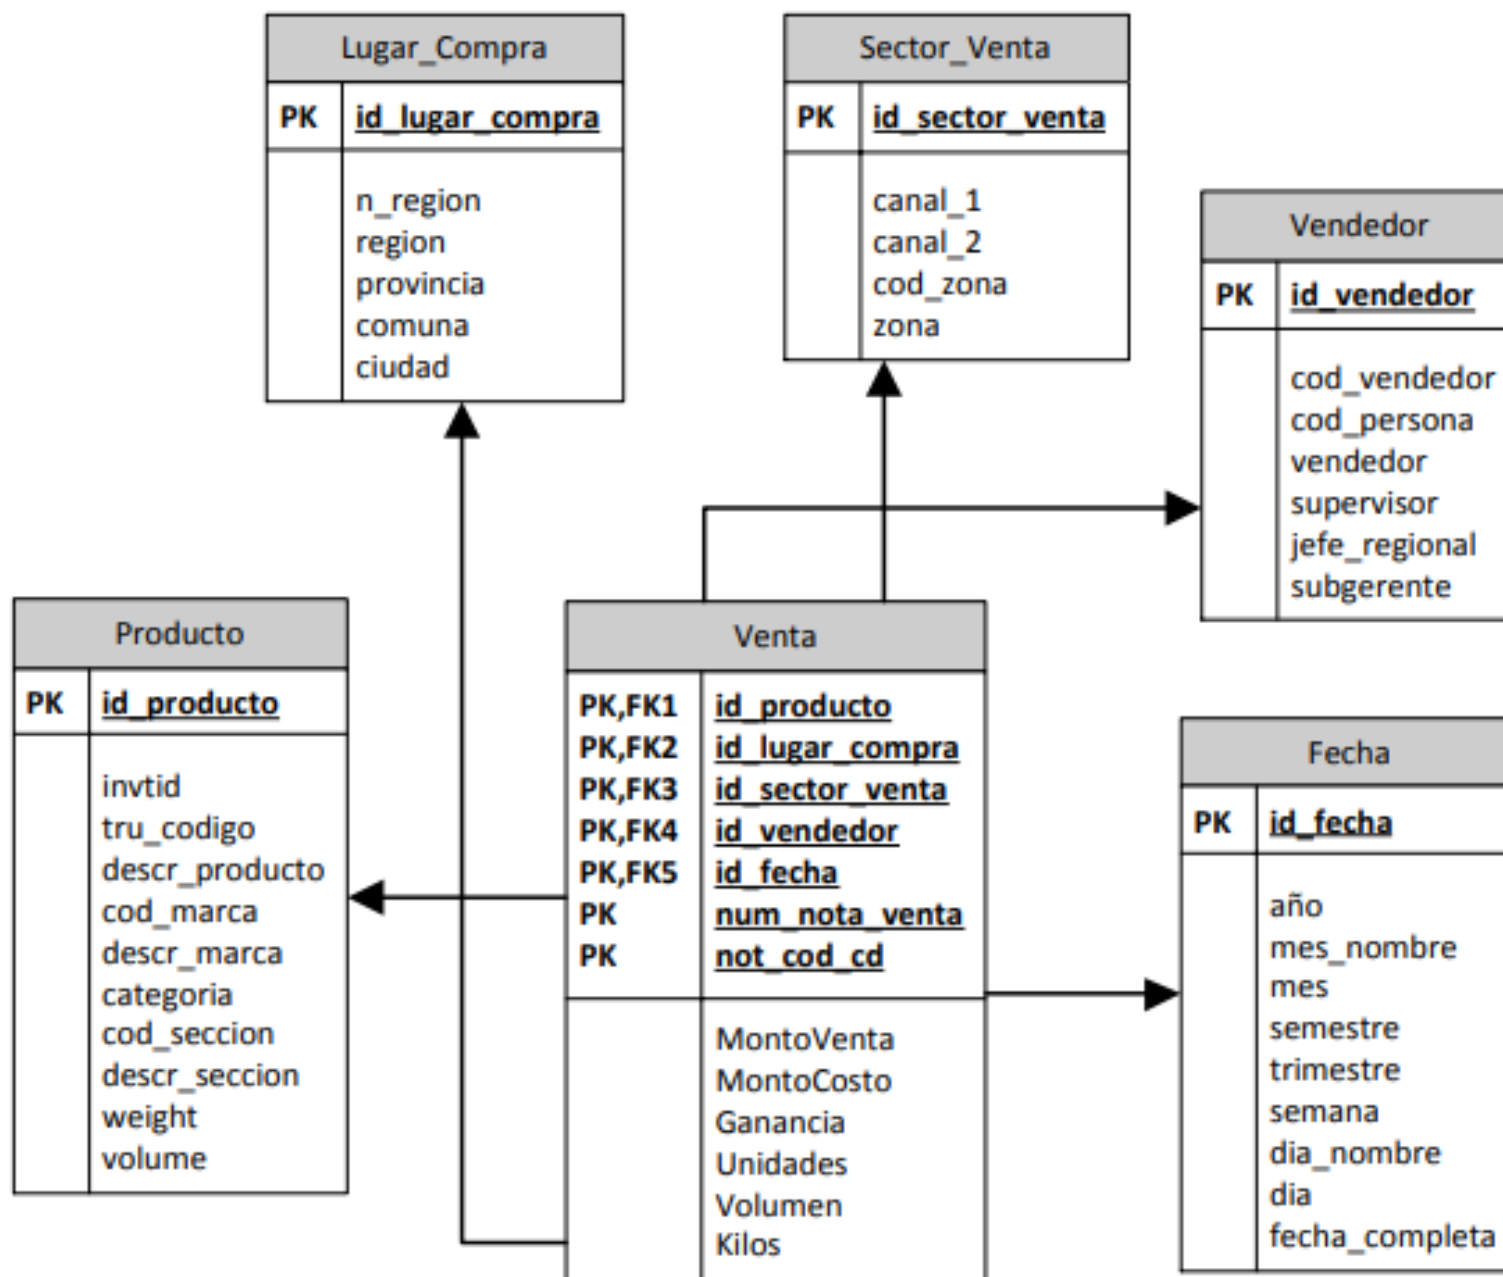 Lugar_Compra
PK id_lugar_compra
n_region
region
provincia
comuna
ciudad
Sector_Venta
PK id_sector_venta
canal_1
canal_2
cod_zona
zona
Vendedor
PK id_vendedor
cod_vendedor
cod_persona
vendedor
supervisor
jefe_regional
subgerente
Producto
PK id_producto
invtid
tru_codigo
descr_producto
cod_marca
descr_marca
categoria
cod_seccion
descr_seccion
weight
volume
Venta
PK,FK1 id_producto
PK,FK2 id_lugar_compra
PK,FK3 id_sector_venta
PK,FK4 id_vendedor
PK,FK5 id_fecha
PK num_nota_venta
PK not_cod_cd
MontoVenta
MontoCosto
Ganancia
Unidades
Volumen
Kilos
Fecha
PK id_fecha
año
mes_nombre
mes
semestre
trimestre
semana
dia_nombre
dia
fecha_completa